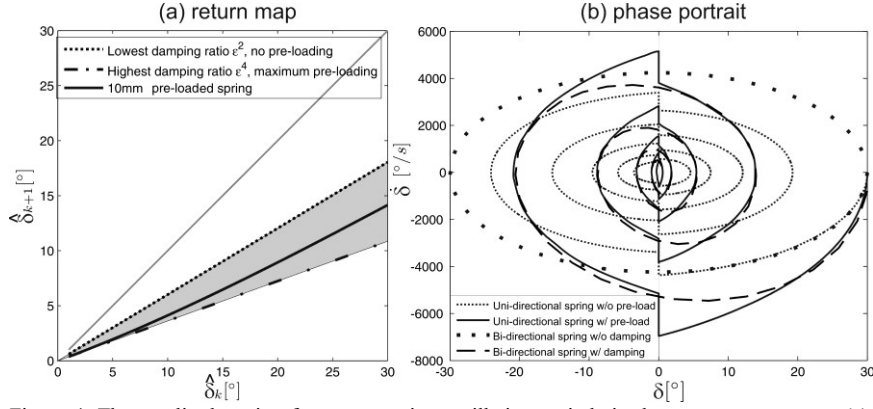 (a) return map
30
25
20
15
10
5
0
0 5 10 15 20 25 30
δ̂k+1[°]
δ̂k[°]
Lowest damping ratio ε², no pre-loading
Highest damping ratio ε⁴, maximum pre-loading
10mm pre-loaded spring
(b) phase portrait
6000
4000
2000
0
-2000
-4000
-6000
-8000
-30 -20 -10 0 10 20 30
δ̇ [°/s]
δ[°]
Uni-directional spring w/o pre-load
Uni-directional spring w/ pre-load
Bi-directional spring w/o damping
Bi-directional spring w/ damping